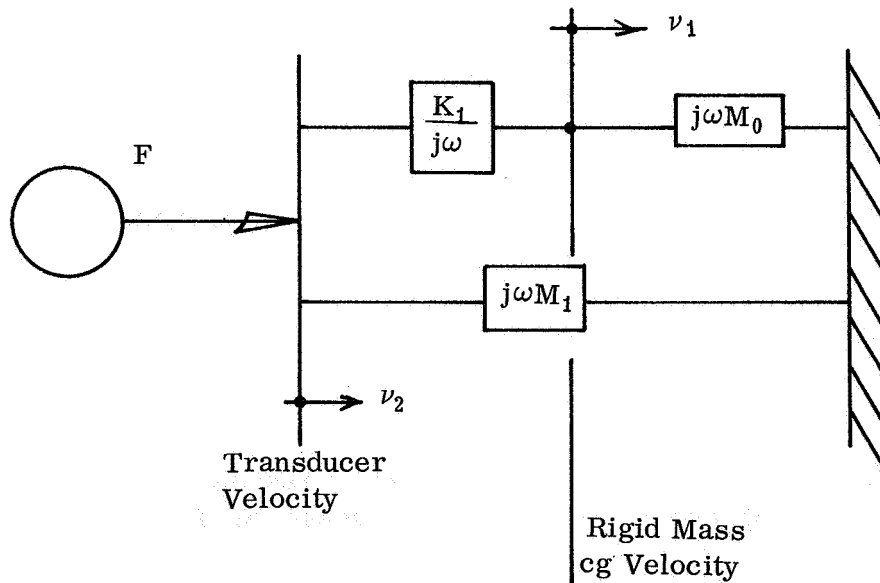 ν₁
K₁
jω
jωM₀
F
jωM₁
ν₂
Transducer
Velocity
Rigid Mass
cg Velocity